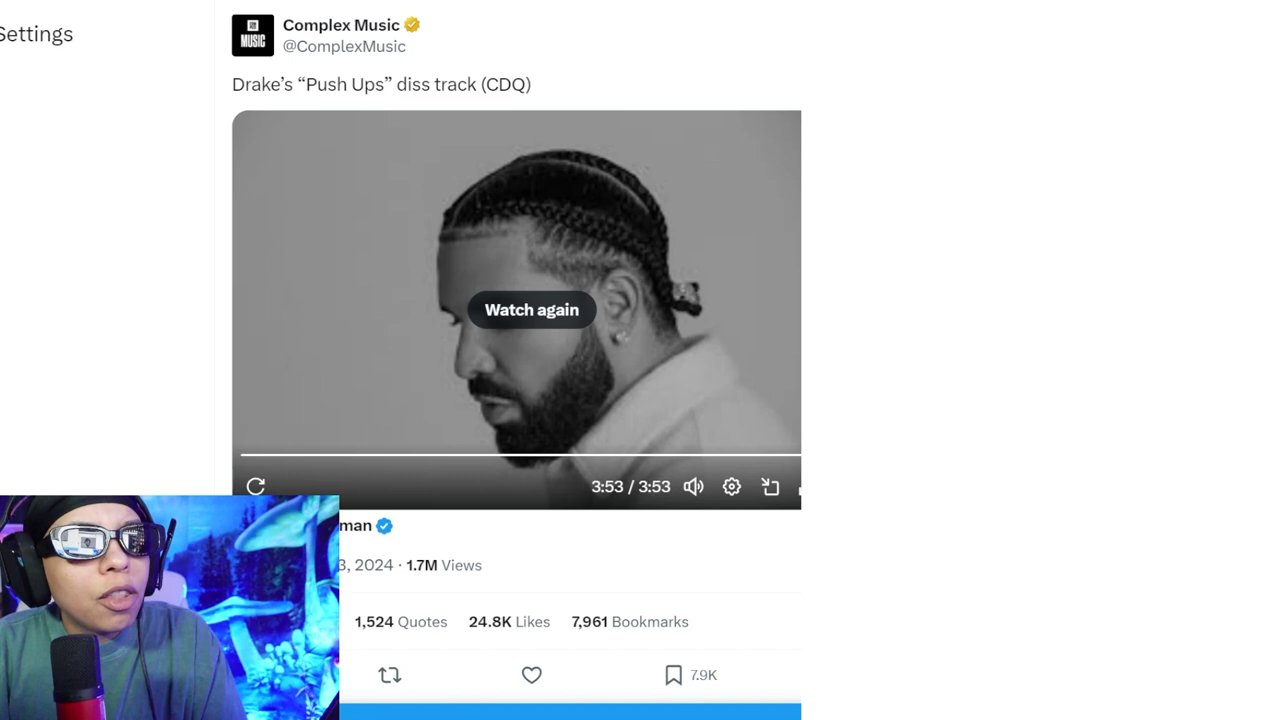 Settings
MUSIC
Complex Music
@ComplexMusic
Drake’s “Push Ups” diss track (CDQ)
Watch again
3:53 / 3:53
man
3, 2024 · 1.7M Views
1,524 Quotes 24.8K Likes 7,961 Bookmarks
7.9K